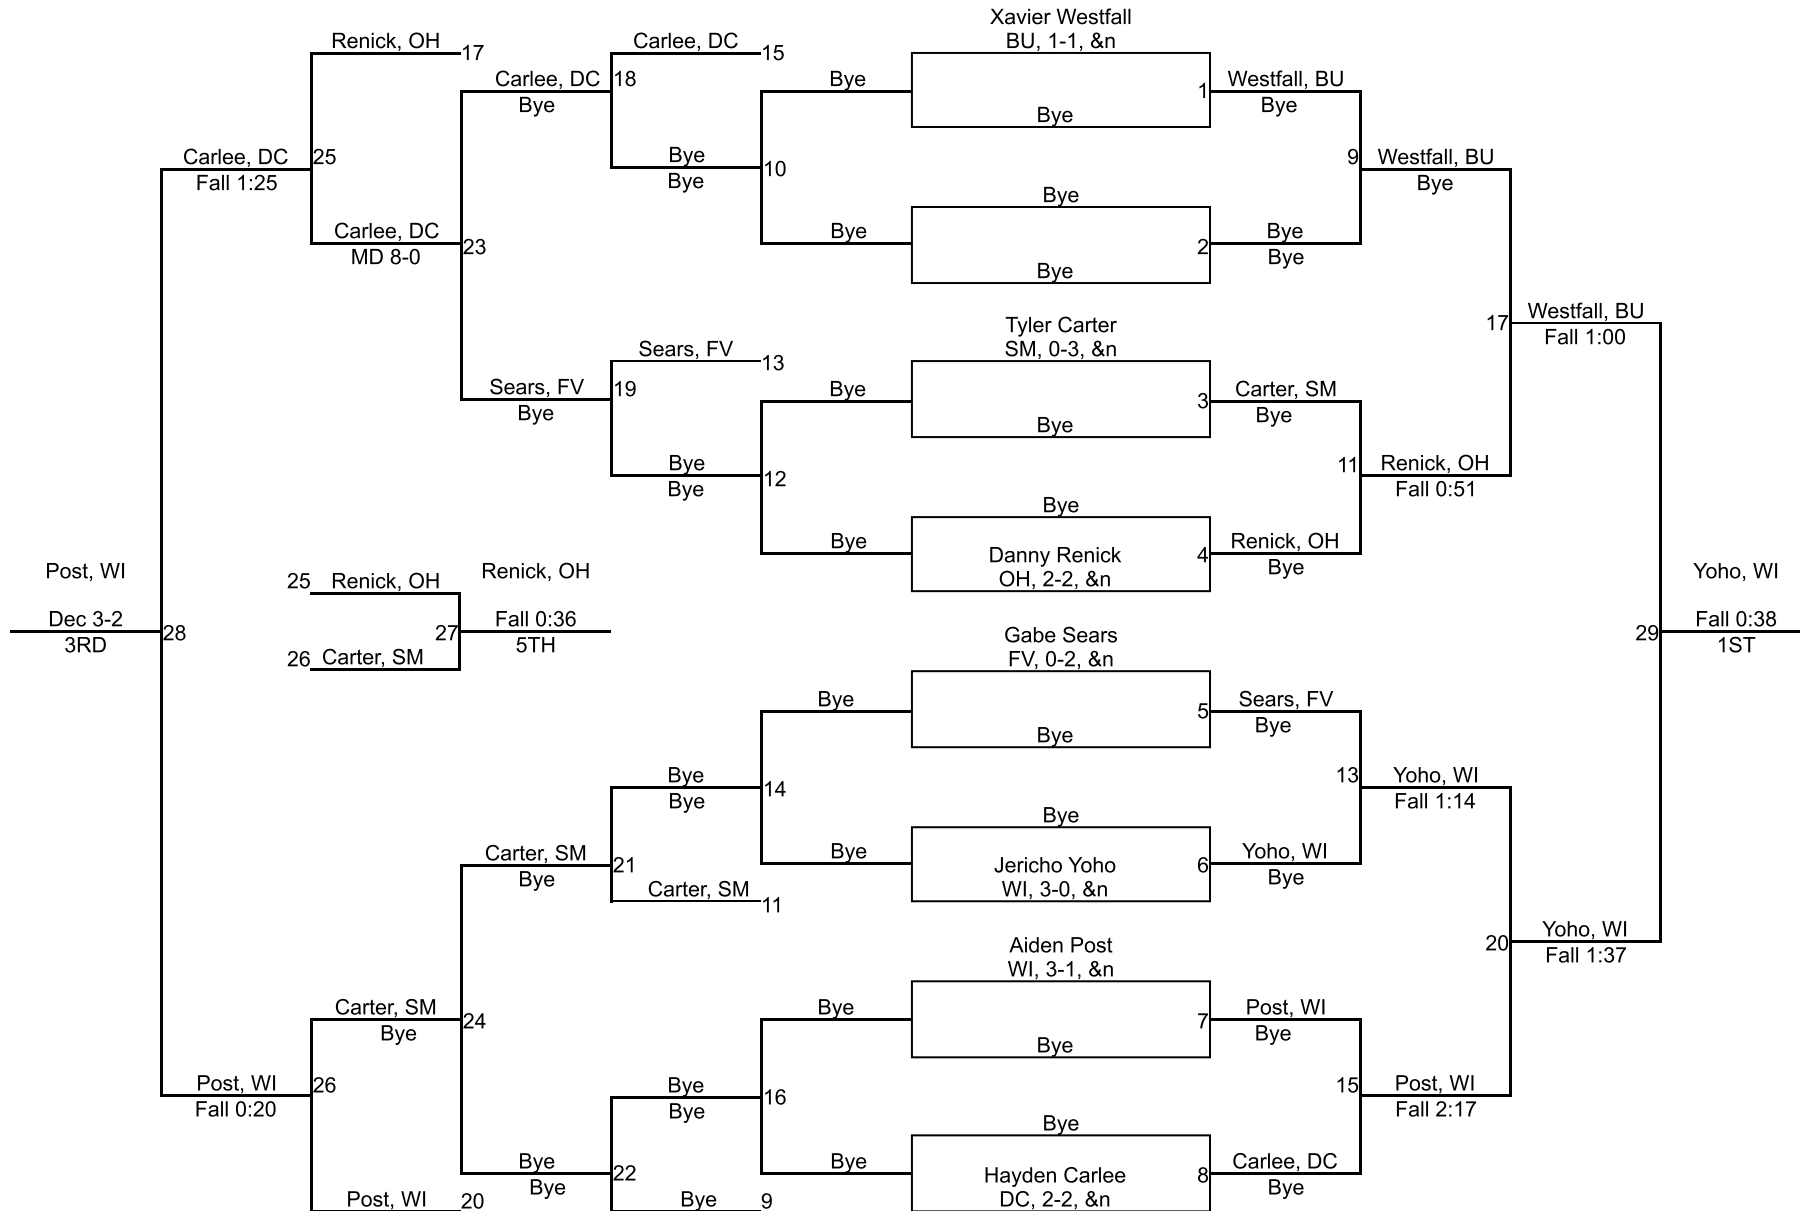 Xavier Westfall
Renick, OH
Carlee, DC
BU, 1-1, &n
17
15
Carlee, DC
18
Bye
1
Westfall, BU
Bye
Bye
Bye
Carlee, DC
25
Bye
10
9
Westfall, BU
Fall 1:25
Bye
Bye
Bye
Carlee, DC
23
Bye
2
Bye
MD 8-0
Bye
Bye
Tyler Carter
Westfall, BU
17
Sears, FV
SM, 0-3, &n
Fall 1:00
13
Sears, FV
19
Bye
3
Carter, SM
Bye
Bye
Bye
Bye
12
11
Renick, OH
Bye
Fall 0:51
Bye
Bye
Danny Renick
4
Renick, OH
OH, 2-2, &n
Bye
Post, WI
25
Renick, OH
Renick, OH
Yoho, WI
Dec 3-2
28
27
Fall 0:36
29
Fall 0:38
3RD
5TH
1ST
26
Carter, SM
Gabe Sears
FV, 0-2, &n
Bye
5
Sears, FV
Bye
Bye
Bye
14
13
Yoho, WI
Bye
Fall 1:14
Bye
Carter, SM
21
Bye
Jericho Yoho
6
Yoho, WI
Bye
Carter, SM
11
WI, 3-0, &n
Bye
Aiden Post
20
Yoho, WI
WI, 3-1, &n
Fall 1:37
Carter, SM
24
Bye
7
Post, WI
Bye
Bye
Bye
Post, WI
26
Bye
16
15
Post, WI
Fall 0:20
Bye
Fall 2:17
Bye
Bye
22
Bye
Hayden Carlee
8
Carlee, DC
Bye
Bye
Post, WI
20
Bye
9
DC, 2-2, &n